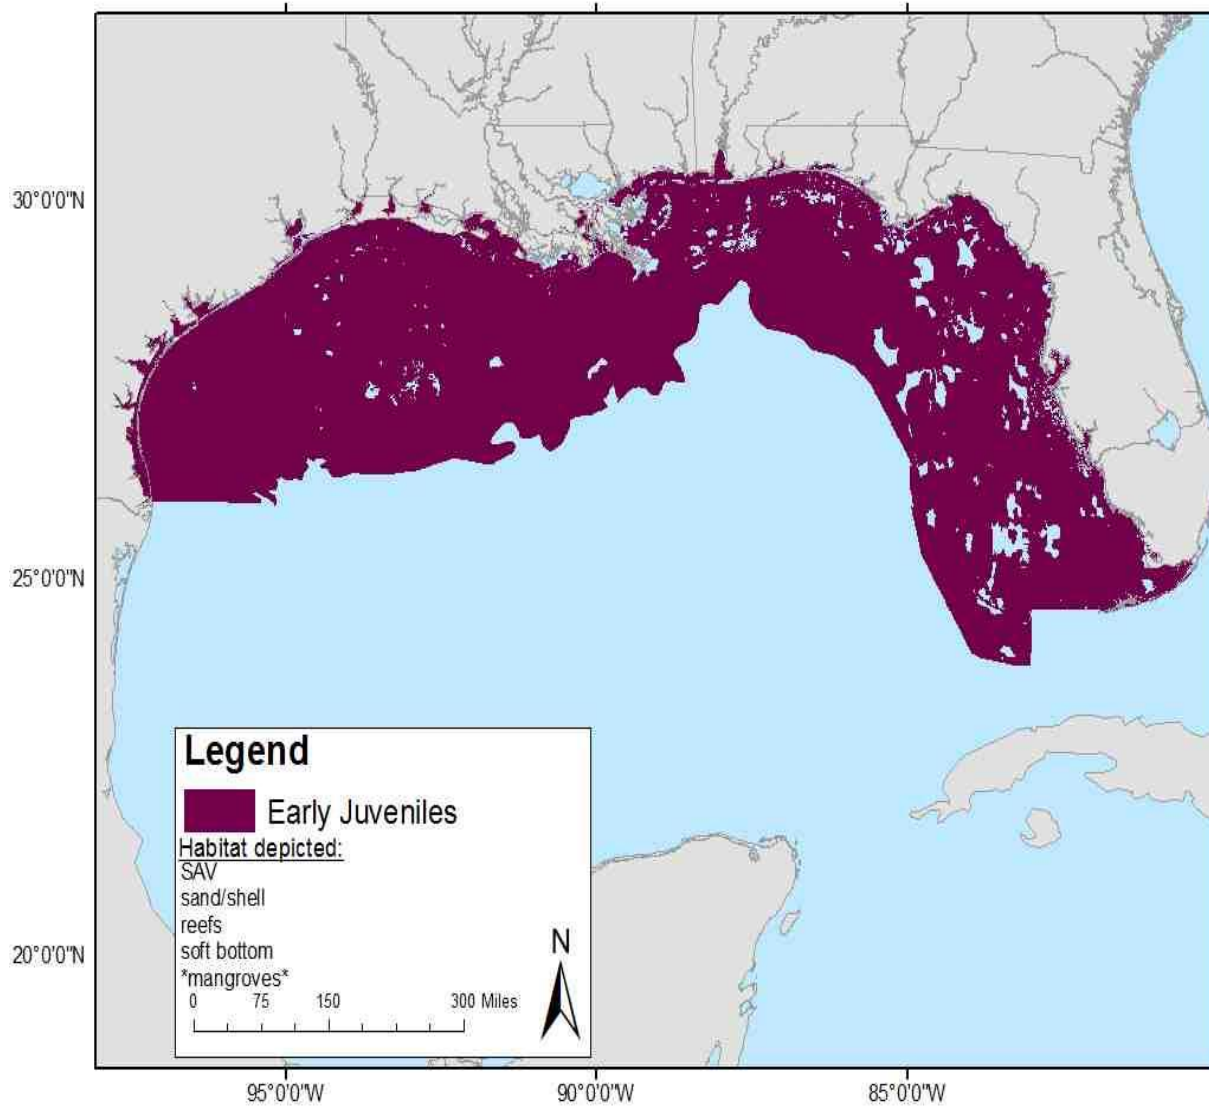 30°0'0"N
25°0'0"N
Legend
Early Juveniles
Habitat depicted:
SAV
sand/shell
reefs
soft bottom
*mangroves*
N
0 75 150 300 Miles
20°0'0"N
95°0'0"W 90°0'0"W 85°0'0"W